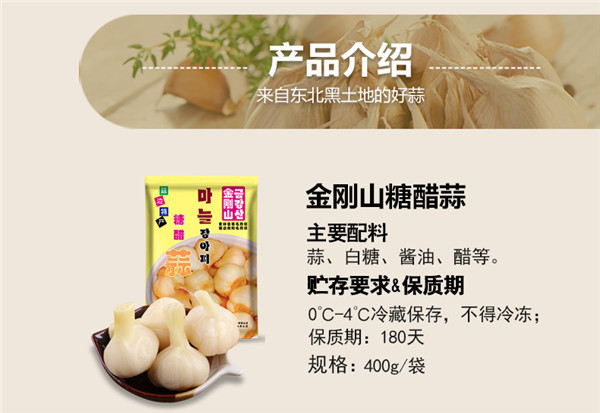 产品介绍
来自东北黑土地的好蒜
금강산
金刚山
마늘
장아찌
糖醋
蒜
金刚山糖醋蒜
主要配料
蒜、白糖、酱油、醋等。
贮存要求&保质期
0℃-4℃冷藏保存，不得冷冻；
保质期：180天
规格：400g/袋